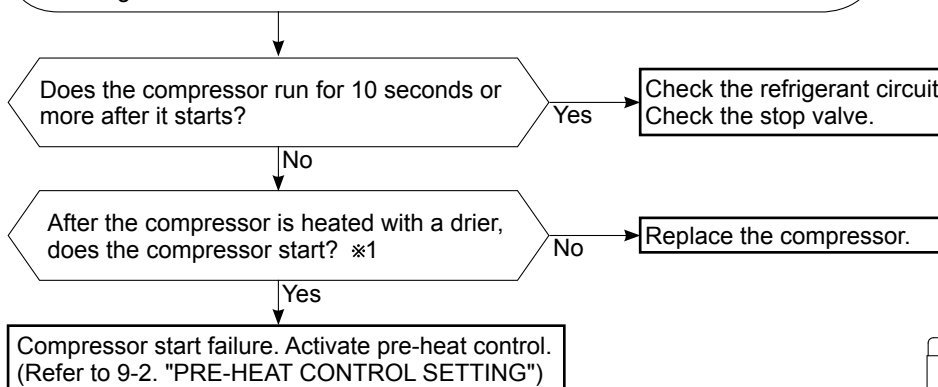 Does the compressor run for 10 seconds or
more after it starts?
Yes
Check the refrigerant circuit
Check the stop valve.
No
After the compressor is heated with a drier,
does the compressor start? ※1
No
Replace the compressor.
Yes
Compressor start failure. Activate pre-heat control.
(Refer to 9-2. "PRE-HEAT CONTROL SETTING")